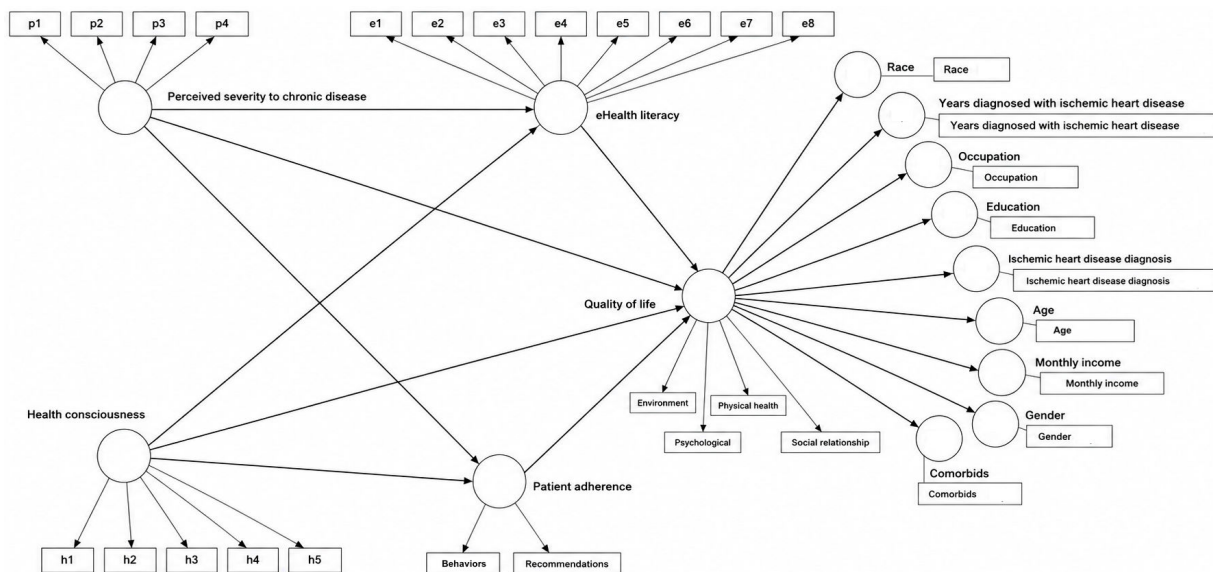 p1
p2
p3
p4
e1
e2
e3
e4
e5
e6
e7
e8
Perceived severity to chronic disease
eHealth literacy
Race
Race
Years diagnosed with ischemic heart disease
Years diagnosed with ischemic heart disease
Occupation
Occupation
Education
Education
Ischemic heart disease diagnosis
Ischemic heart disease diagnosis
Quality of life
Age
Age
Monthly income
Monthly income
Environment
Physical health
Psychological
Social relationship
Gender
Gender
Comorbids
Comorbids
Health consciousness
Patient adherence
h1
h2
h3
h4
h5
Behaviors
Recommendations